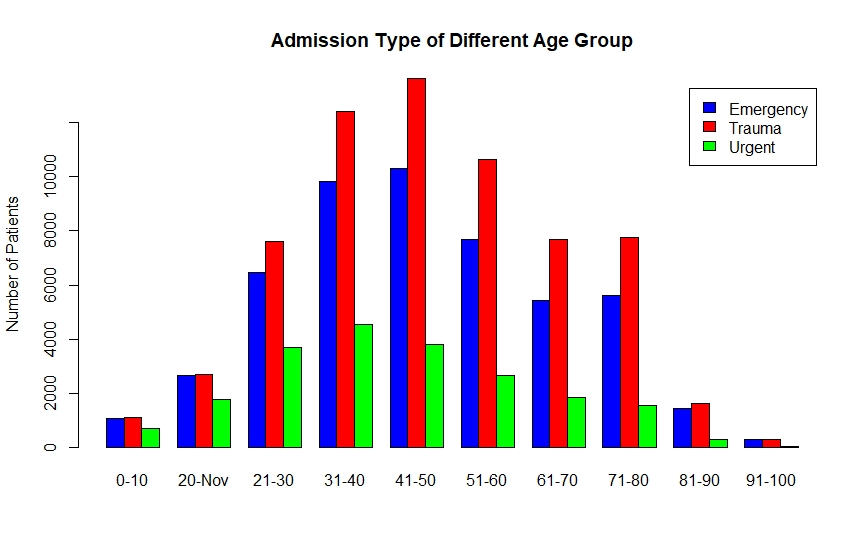 Admission Type of Different Age Group
Emergency
Trauma
Urgent
Number of Patients
10000
8000
6000
4000
2000
0
0-10 20-Nov 21-30 31-40 41-50 51-60 61-70 71-80 81-90 91-100